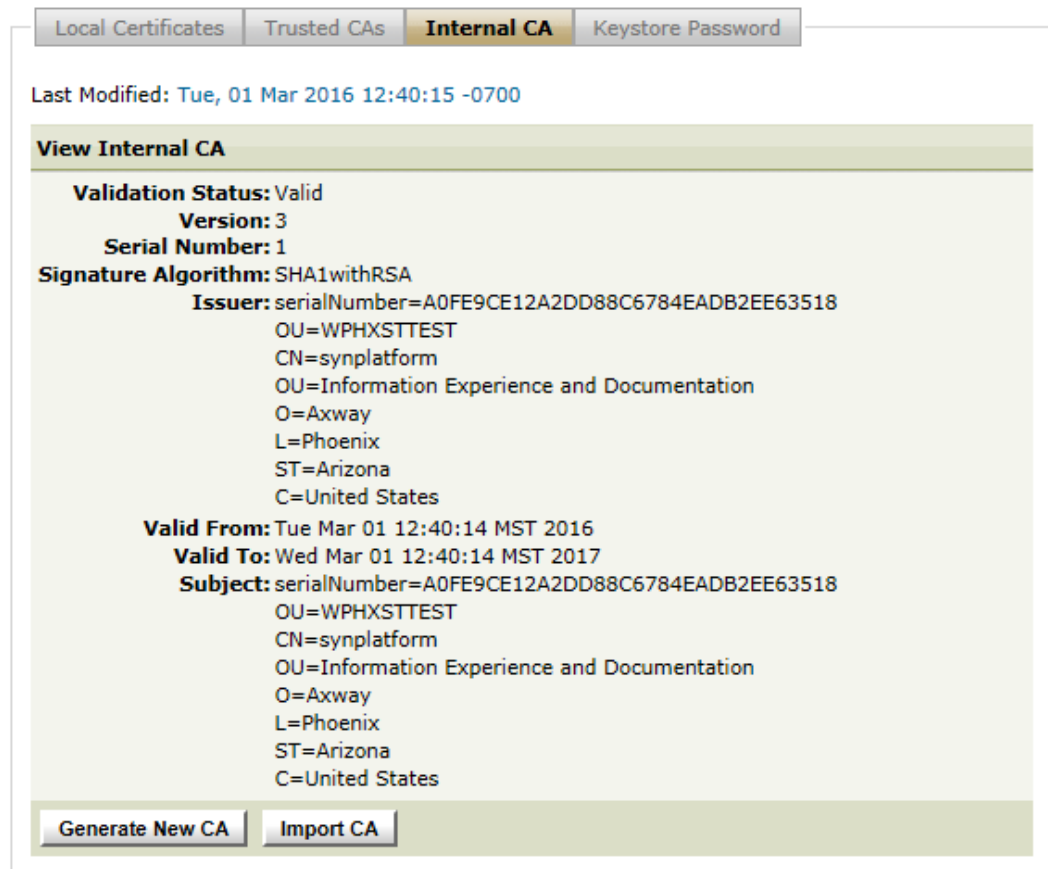 Local Certificates Trusted CAs Internal CA Keystore Password
Last Modified: Tue, 01 Mar 2016 12:40:15 -0700
View Internal CA
Validation Status: Valid
Version: 3
Serial Number: 1
Signature Algorithm: SHA1withRSA
Issuer: serialNumber=A0FE9CE12A2DD88C6784EADB2EE63518
OU=WPHXSTTEST
CN=synplatform
OU=Information Experience and Documentation
O=Axway
L=Phoenix
ST=Arizona
C=United States
Valid From: Tue Mar 01 12:40:14 MST 2016
Valid To: Wed Mar 01 12:40:14 MST 2017
Subject: serialNumber=A0FE9CE12A2DD88C6784EADB2EE63518
OU=WPHXSTTEST
CN=synplatform
OU=Information Experience and Documentation
O=Axway
L=Phoenix
ST=Arizona
C=United States
Generate New CA Import CA